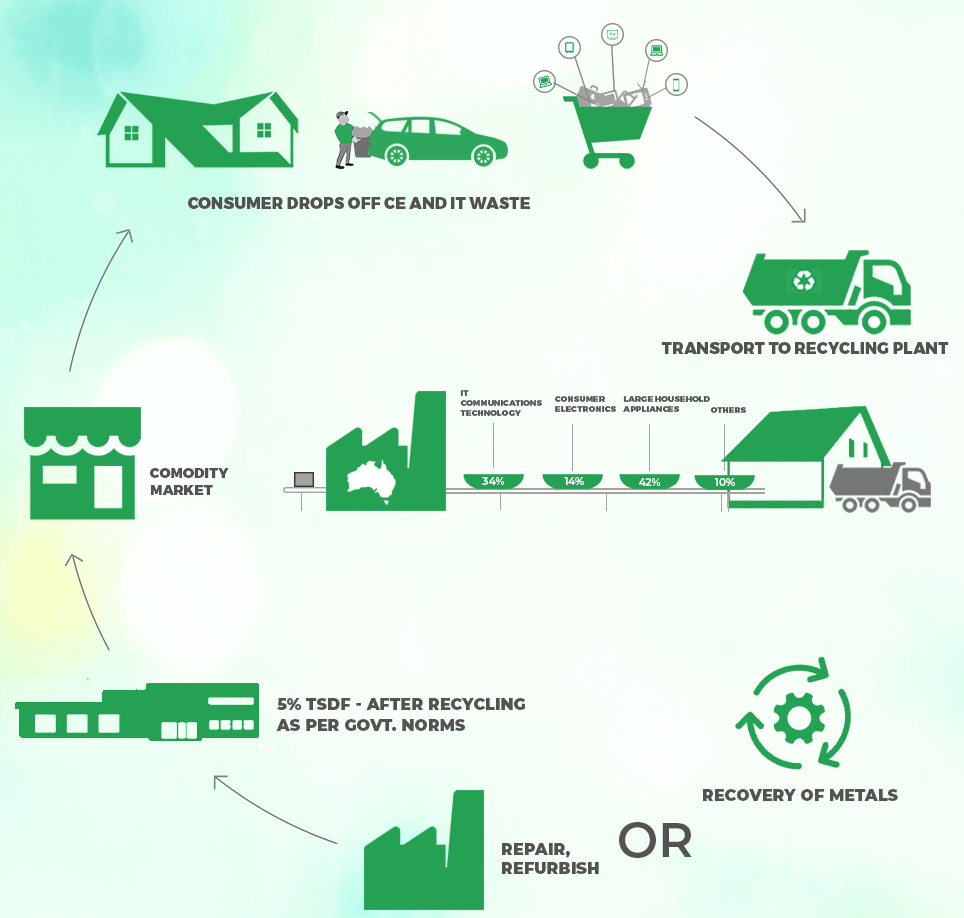 CONSUMER DROPS OFF CE AND IT WASTE
TRANSPORT TO RECYCLING PLANT
IT
COMMUNICATIONS
TECHNOLOGY
CONSUMER
ELECTRONICS
LARGE HOUSEHOLD
APPLIANCES
OTHERS
34%
14%
42%
10%
COMODITY
MARKET
5% TSDF - AFTER RECYCLING
AS PER GOVT. NORMS
RECOVERY OF METALS
OR
REPAIR,
REFURBISH